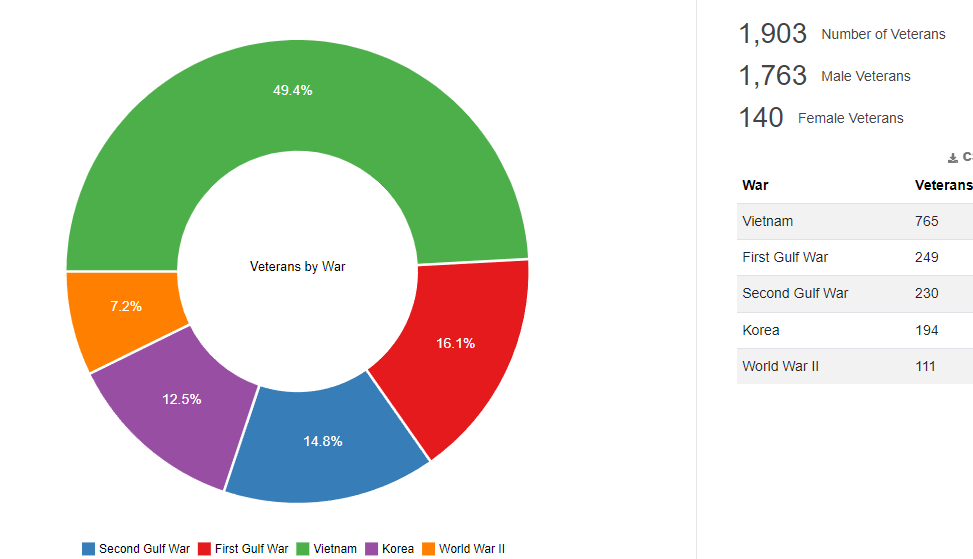 49.4%
Veterans by War
7.2%
16.1%
12.5%
14.8%
Second Gulf War First Gulf War Vietnam Korea World War II
1,903 Number of Veterans
1,763 Male Veterans
140 Female Veterans
War Veterans
Vietnam 765
First Gulf War 249
Second Gulf War 230
Korea 194
World War II 111